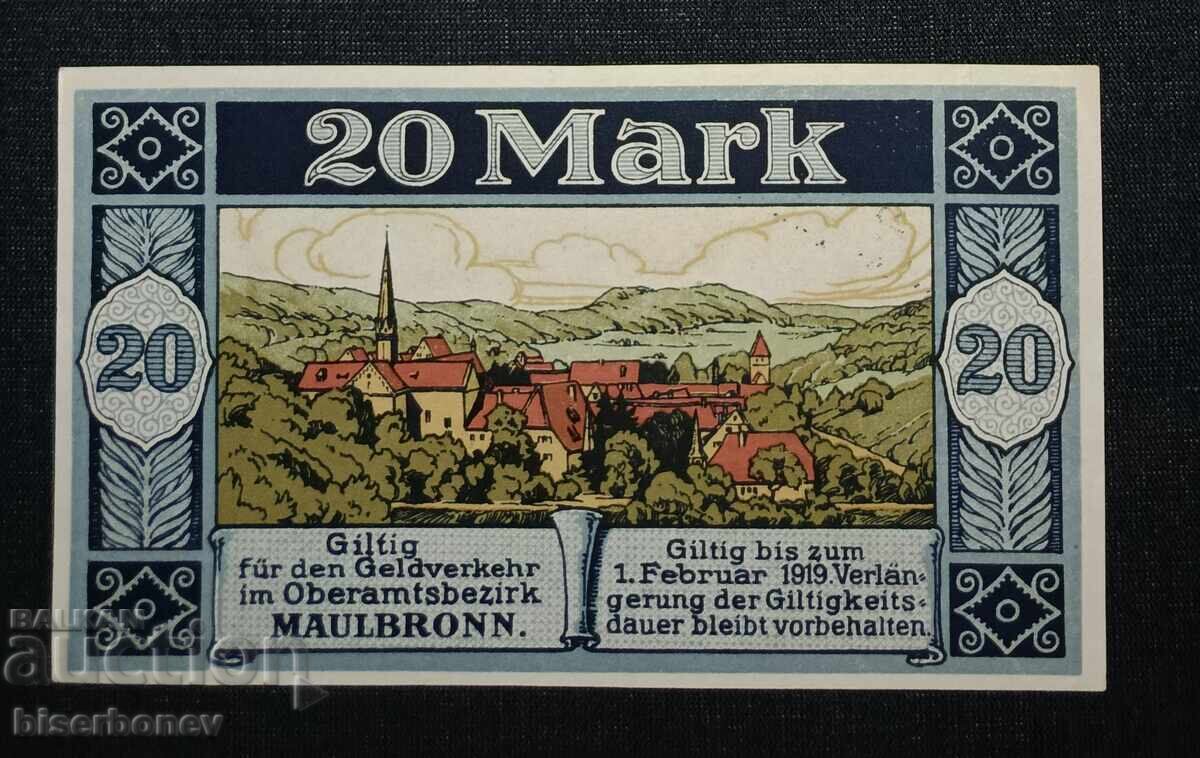 20 Mark
20
20
Giltig
für den Geldverkehr
im Oberamtsbezirk
MAULBRONN.
Giltig bis zum
1. Februar 1919. Verlän-
gerung der Giltigkeits-
dauer bleibt vorbehalten.
BALKAN
auction
biserbonev